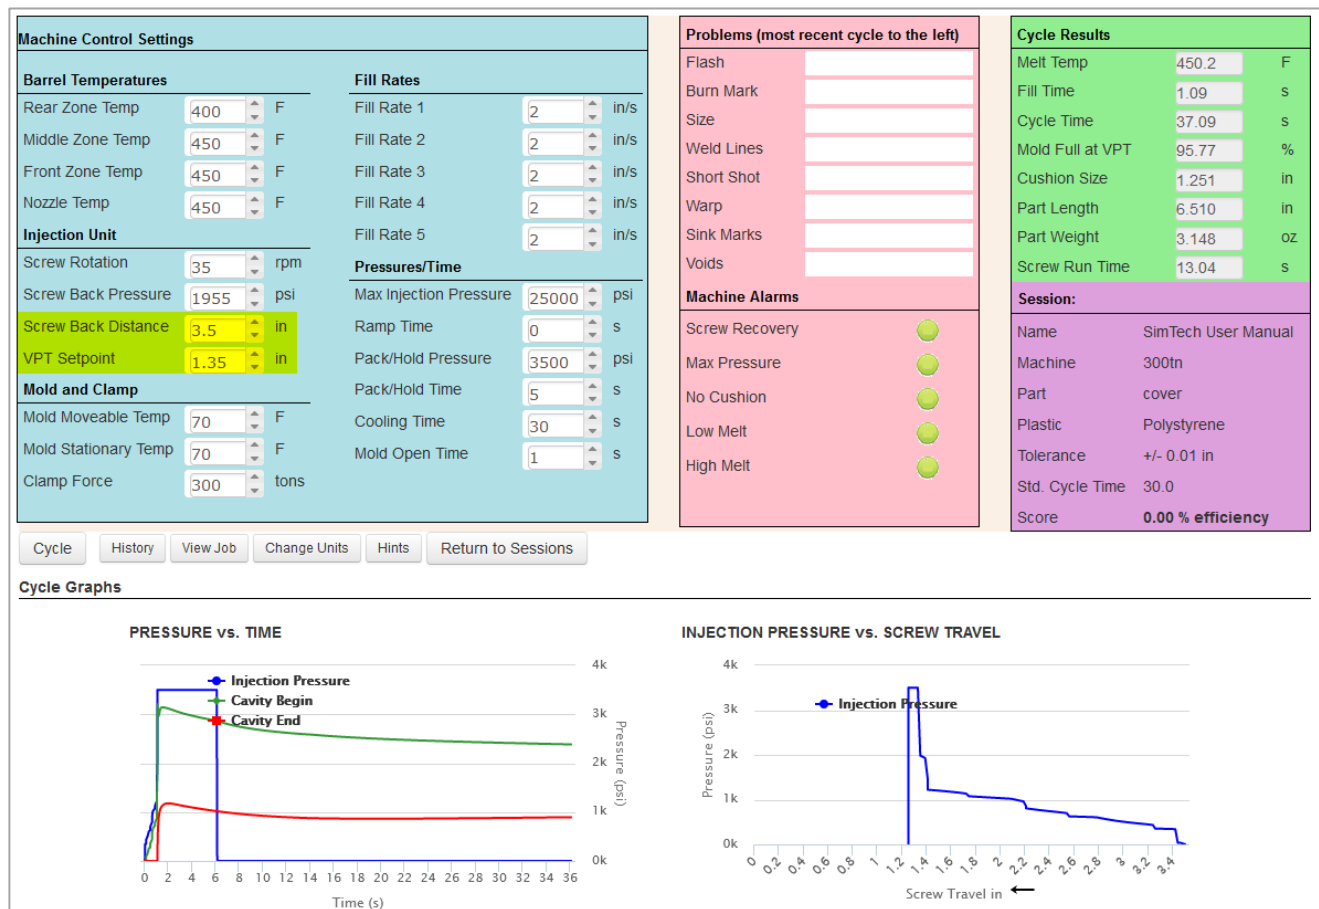 Machine Control Settings
Barrel Temperatures
Rear Zone Temp 400 F
Middle Zone Temp 450 F
Front Zone Temp 450 F
Nozzle Temp 450 F
Injection Unit
Screw Rotation 35 rpm
Screw Back Pressure 1955 psi
Screw Back Distance 3.5 in
VPT Setpoint 1.35 in
Mold and Clamp
Mold Moveable Temp 70 F
Mold Stationary Temp 70 F
Clamp Force 300 tons
Fill Rates
Fill Rate 1 2 in/s
Fill Rate 2 2 in/s
Fill Rate 3 2 in/s
Fill Rate 4 2 in/s
Fill Rate 5 2 in/s
Pressures/Time
Max Injection Pressure 25000 psi
Ramp Time 0 s
Pack/Hold Pressure 3500 psi
Pack/Hold Time 5 s
Cooling Time 30 s
Mold Open Time 1 s
Problems (most recent cycle to the left)
Flash
Burn Mark
Size
Weld Lines
Short Shot
Warp
Sink Marks
Voids
Machine Alarms
Screw Recovery
Max Pressure
No Cushion
Low Melt
High Melt
Cycle Results
Melt Temp 450.2 F
Fill Time 1.09 s
Cycle Time 37.09 s
Mold Full at VPT 95.77 %
Cushion Size 1.251 in
Part Length 6.510 in
Part Weight 3.148 oz
Screw Run Time 13.04 s
Session:
Name SimTech User Manual
Machine 300tn
Part cover
Plastic Polystyrene
Tolerance +/- 0.01 in
Std. Cycle Time 30.0
Score 0.00 % efficiency
Cycle History View Job Change Units Hints Return to Sessions
Cycle Graphs
PRESSURE vs. TIME
Injection Pressure
Cavity Begin
Cavity End
4k
3k
2k
1k
0k
Pressure (psi)
0 2 4 6 8 10 12 14 16 18 20 22 24 26 28 30 32 34 36
Time (s)
INJECTION PRESSURE vs. SCREW TRAVEL
Injection Pressure
4k
3k
2k
1k
0k
Pressure (psi)
0 0.2 0.4 0.6 0.8 1 1.2 1.4 1.6 1.8 2 2.2 2.4 2.6 2.8 3 3.2 3.4
Screw Travel in ←